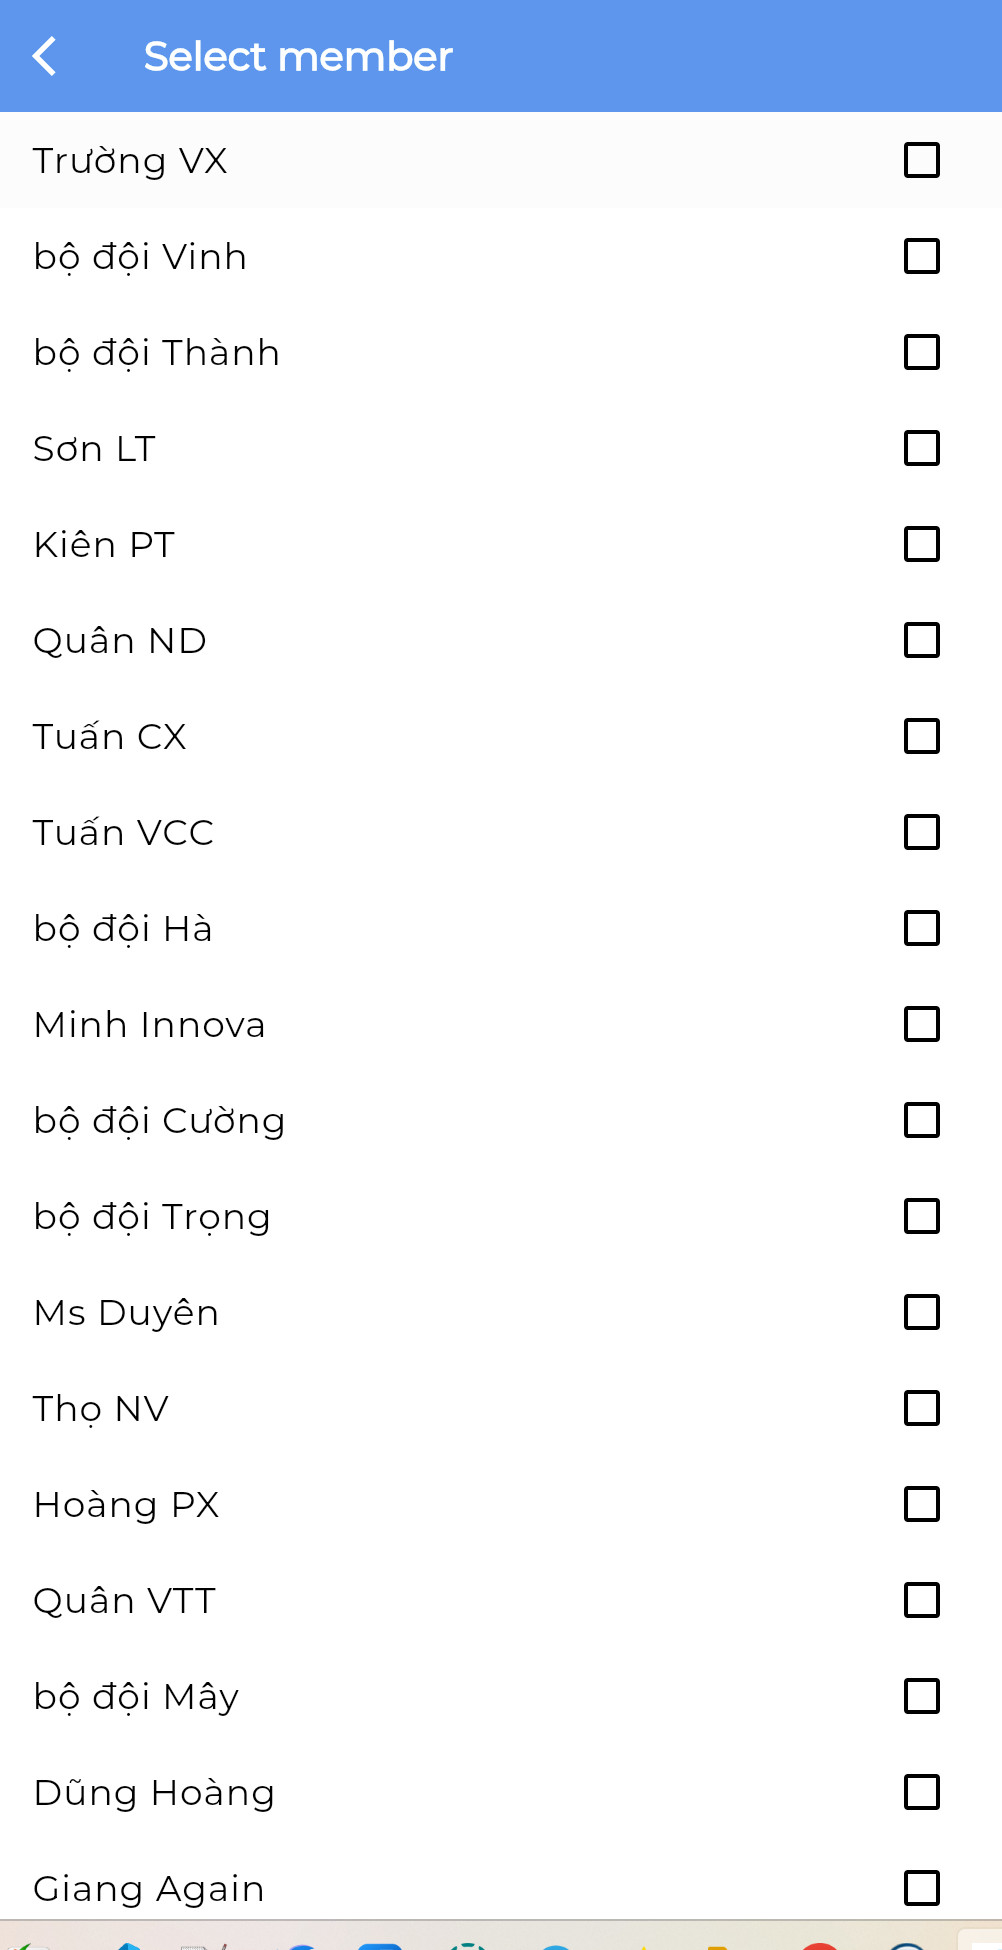 Select member
Trường VX
bộ đội Vinh
bộ đội Thành
Sơn LT
Kiên PT
Quân ND
Tuấn CX
Tuấn VCC
bộ đội Hà
Minh Innova
bộ đội Cường
bộ đội Trọng
Ms Duyên
Thọ NV
Hoàng PX
Quân VTT
bộ đội Mây
Dũng Hoàng
Giang Again